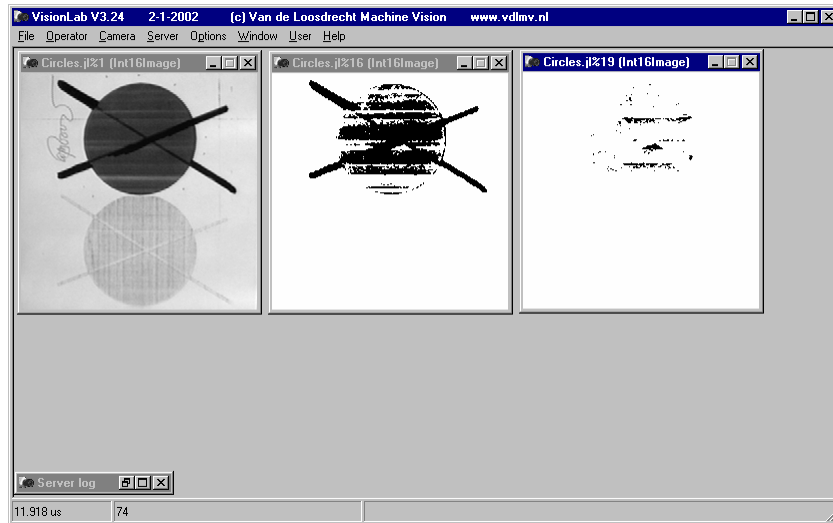 VisionLab V3.24 2-1-2002 (c) Van de Loosdrecht Machine Vision www.vdlmv.nl
File Operator Camera Server Options Window User Help
Circles.jl%1 (Int16Image)
Circles.jl%16 (Int16Image)
Circles.jl%19 (Int16Image)
Server log
11.918 us
74